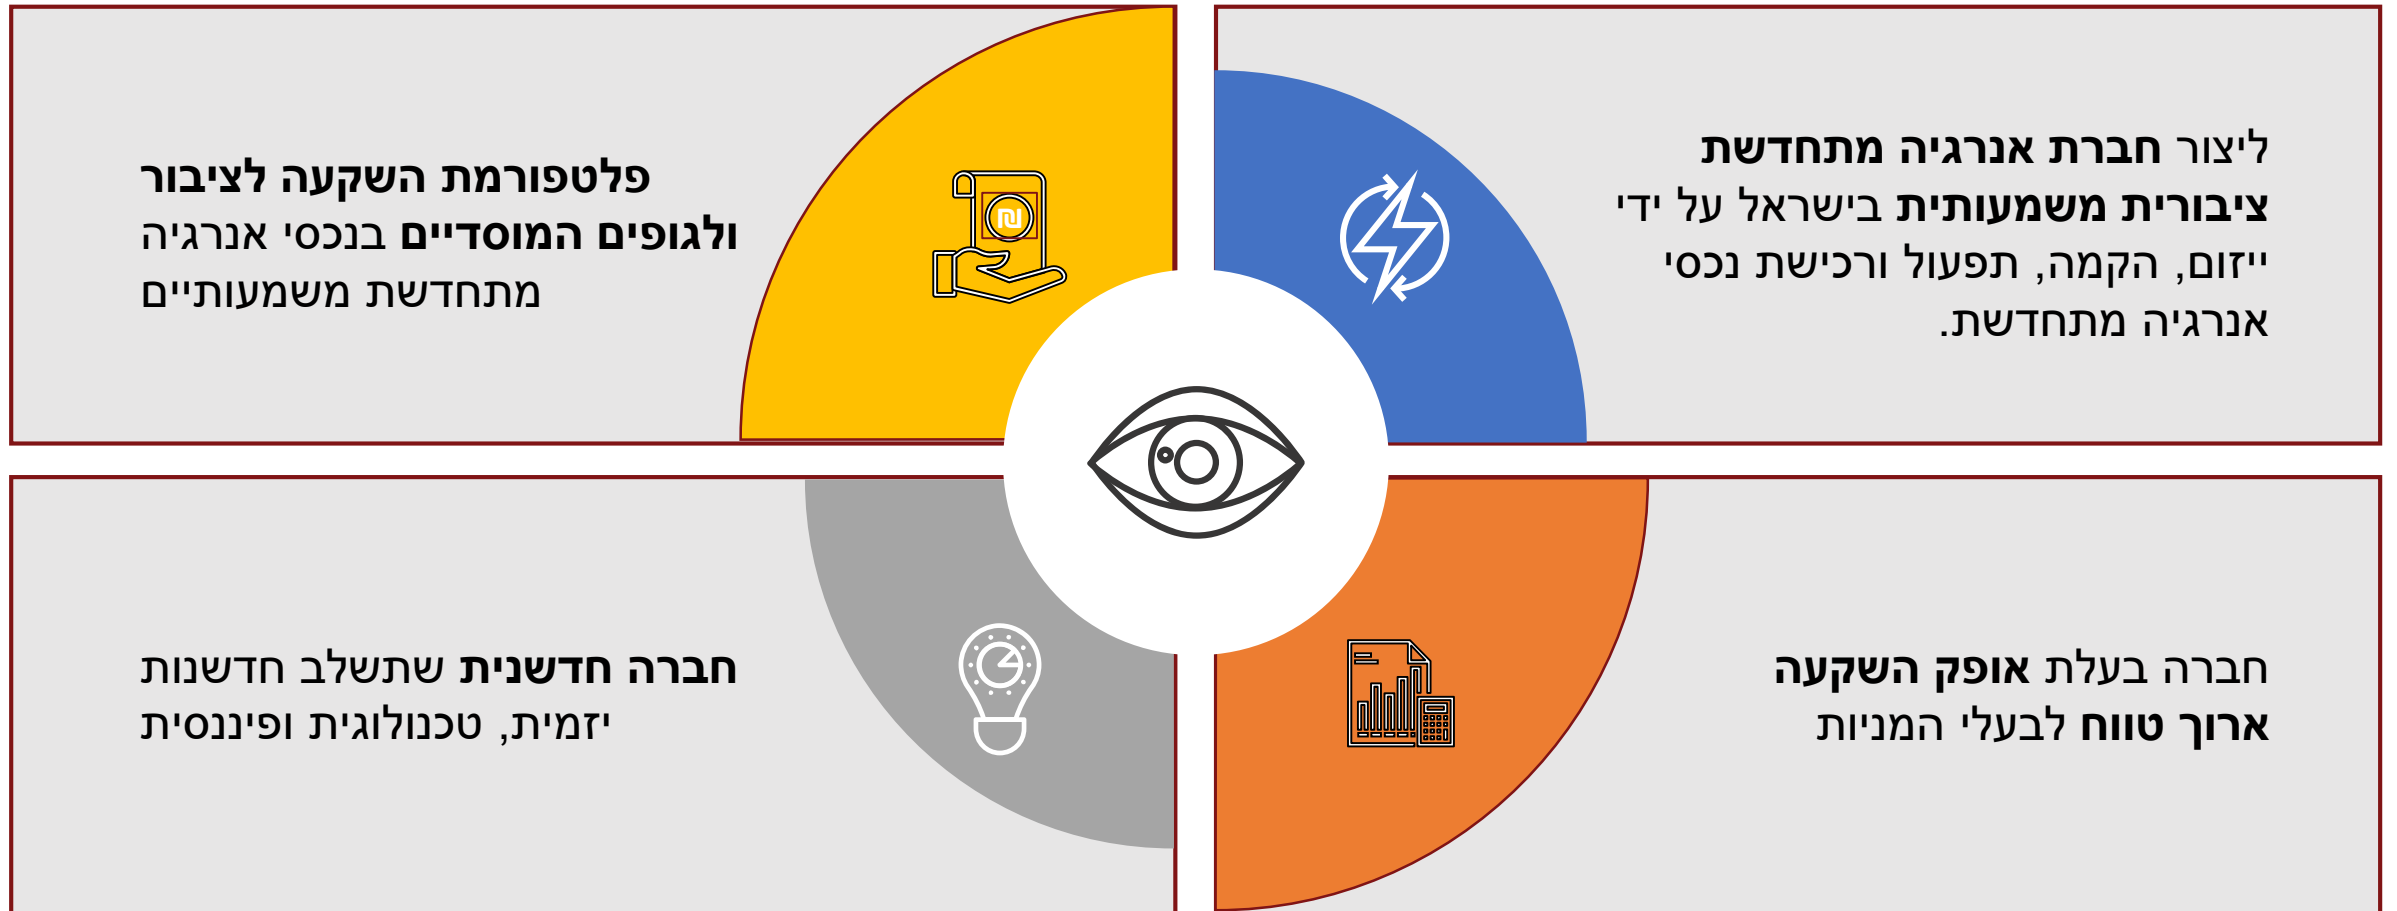 ליצור חברת אנרגיה מתחדשת
ציבורית משמעותית בישראל על ידי
ייזום, הקמה, תפעול ורכישת נכסי
אנרגיה מתחדשת.
פלטפורמת השקעה לציבור
ולגופים המוסדיים בנכסי אנרגיה
מתחדשת משמעותיים
₪
חברה בעלת אופק השקעה
ארוך טווח לבעלי המניות
חברה חדשנית שתשלב חדשנות
יזמית, טכנולוגית ופיננסית